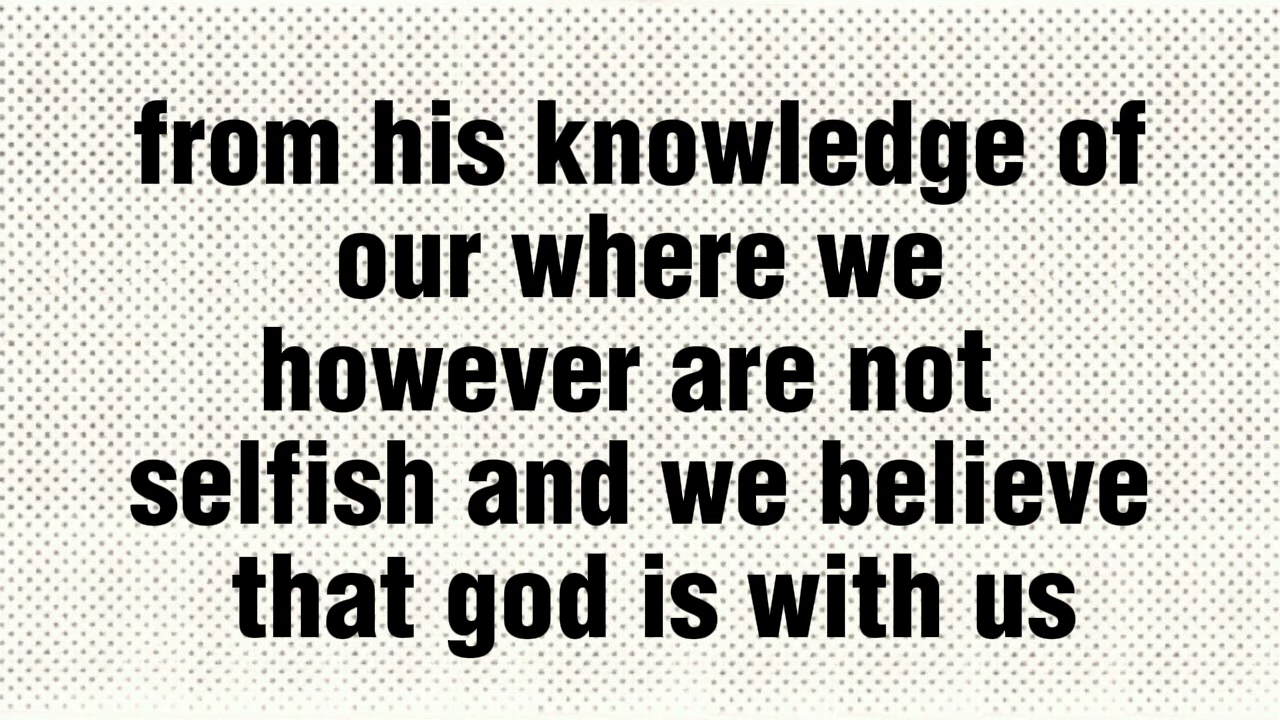 from his knowledge of
our where we
however are not
selfish and we believe
that god is with us